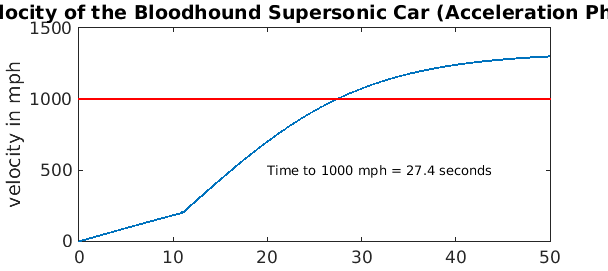 locity of the Bloodhound Supersonic Car (Acceleration Ph
1500
1000
500
0
velocity in mph
Time to 1000 mph = 27.4 seconds
0 10 20 30 40 50